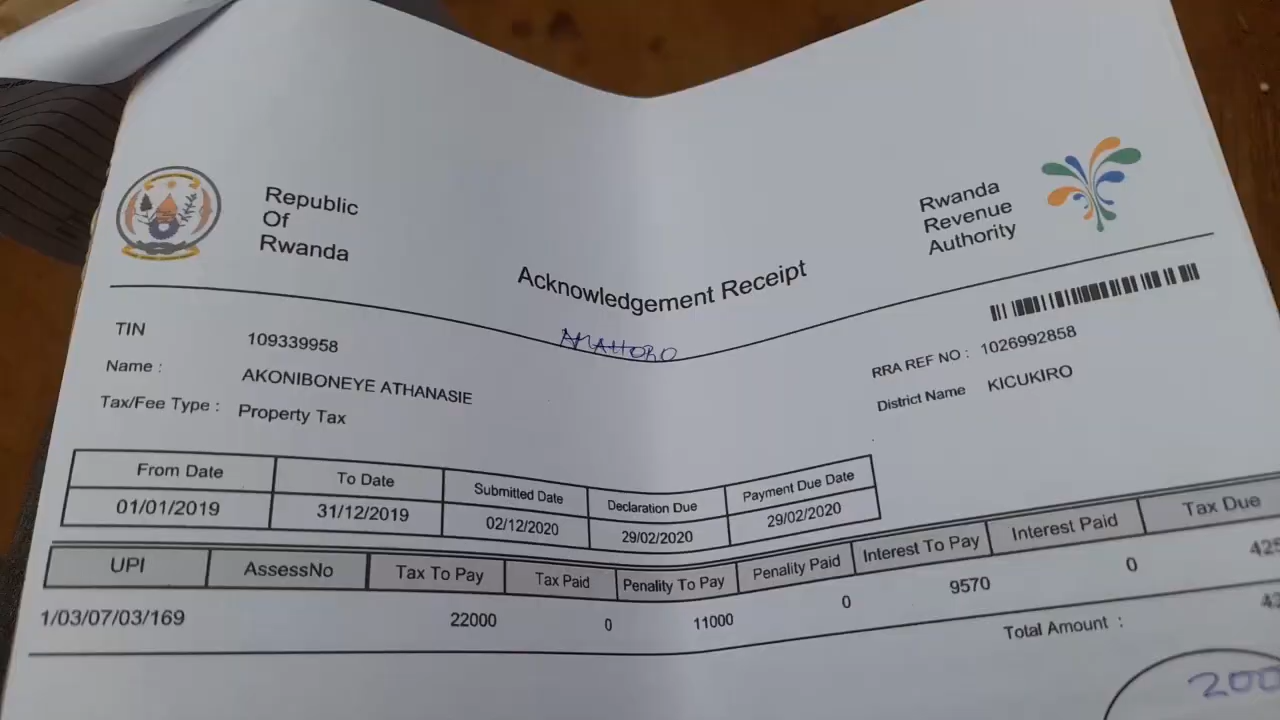 Republic
Of
Rwanda
Rwanda
Revenue
Authority
Acknowledgement Receipt
TIN 109339958
Name : AKONIBONEYE ATHANASIE
Tax/Fee Type : Property Tax
RRA REF NO : 1026992858
District Name KICUKIRO
From Date To Date Submitted Date Declaration Due Payment Due Date
01/01/2019 31/12/2019 02/12/2020 29/02/2020 29/02/2020
UPI AssessNo Tax To Pay Tax Paid Penality To Pay Penality Paid Interest To Pay Interest Paid Tax Due
1/03/07/03/169 22000 0 11000 0 9570 0
Total Amount :